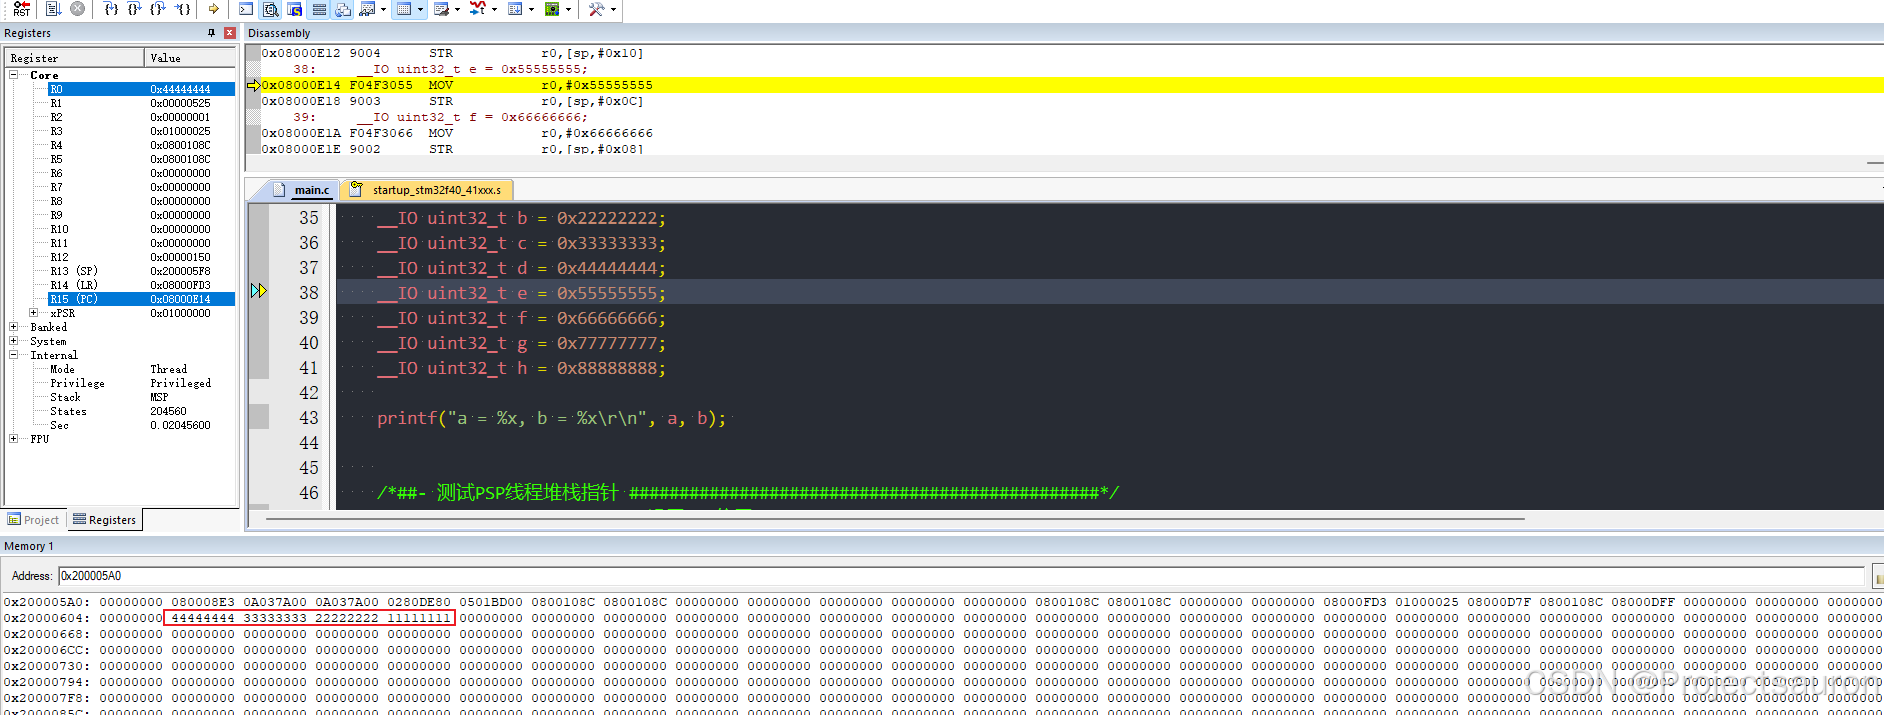 RST
Registers
Register Value
Core
R0 0x44444444
R1 0x00000525
R2 0x00000001
R3 0x01000025
R4 0x0800108C
R5 0x0800108C
R6 0x00000000
R7 0x00000000
R8 0x00000000
R9 0x00000000
R10 0x00000000
R11 0x00000000
R12 0x00000150
R13 (SP) 0x200005F8
R14 (LR) 0x08000FD3
R15 (PC) 0x08000E14
xPSR 0x01000000
Banked
System
Internal
Mode Thread
Privilege Privileged
Stack MSP
States 204560
Sec 0.02045600
FPU
Project Registers
Disassembly
0x08000E12 9004 STR r0,[sp,#0x10]
38: __IO uint32_t e = 0x55555555;
0x08000E14 F04F3055 MOV r0,#0x55555555
0x08000E18 9003 STR r0,[sp,#0x0C]
39: __IO uint32_t f = 0x66666666;
0x08000E1A F04F3066 MOV r0,#0x66666666
0x08000E1E 9002 STR r0,[sp,#0x08]
main.c startup_stm32f40_41xxx.s
35 __IO uint32_t b = 0x22222222;
36 __IO uint32_t c = 0x33333333;
37 __IO uint32_t d = 0x44444444;
38 __IO uint32_t e = 0x55555555;
39 __IO uint32_t f = 0x66666666;
40 __IO uint32_t g = 0x77777777;
41 __IO uint32_t h = 0x88888888;
42
43 printf("a = %x, b = %x\r\n", a, b);
44
45
46 /*##- 测试PSP线程堆栈指针 ###############################################*/
Memory 1
Address: 0x200005A0
0x200005A0: 00000000 080008E3 0A037A00 0A037A00 0280DE80 0501BD00 0800108C 0800108C 00000000 00000000 00000000 00000000 00000000 0800108C 0800108C 00000000 00000000 08000FD3 01000025 08000D7F 0800108C 08000DFF 00000000 00000000 00000000
0x20000604: 00000000 44444444 33333333 22222222 11111111 00000000 00000000 00000000 00000000 00000000 00000000 00000000 00000000 00000000 00000000 00000000 00000000 00000000 00000000 00000000 00000000 00000000 00000000 00000000 00000000
0x20000668: 00000000 00000000 00000000 00000000 00000000 00000000 00000000 00000000 00000000 00000000 00000000 00000000 00000000 00000000 00000000 00000000 00000000 00000000 00000000 00000000 00000000 00000000 00000000 00000000 00000000
0x200006CC: 00000000 00000000 00000000 00000000 00000000 00000000 00000000 00000000 00000000 00000000 00000000 00000000 00000000 00000000 00000000 00000000 00000000 00000000 00000000 00000000 00000000 00000000 00000000 00000000 00000000
0x20000730: 00000000 00000000 00000000 00000000 00000000 00000000 00000000 00000000 00000000 00000000 00000000 00000000 00000000 00000000 00000000 00000000 00000000 00000000 00000000 00000000 00000000 00000000 00000000 00000000 00000000
0x20000794: 00000000 00000000 00000000 00000000 00000000 00000000 00000000 00000000 00000000 00000000 00000000 00000000 00000000 00000000 00000000 00000000 00000000 00000000 00000000 00000000 00000000
0x200007F8: 00000000 00000000 00000000 00000000 00000000 00000000 00000000 00000000 00000000 00000000 00000000 00000000 00000000 00000000 00000000 00000000 00000000 00000000 00000000 00000000 00000000
CSDN @Projectsauron